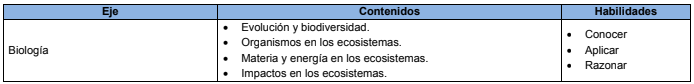 Eje Contenidos Habilidades
Biología
• Evolución y biodiversidad.
• Organismos en los ecosistemas.
• Materia y energía en los ecosistemas.
• Impactos en los ecosistemas.
• Conocer
• Aplicar
• Razonar